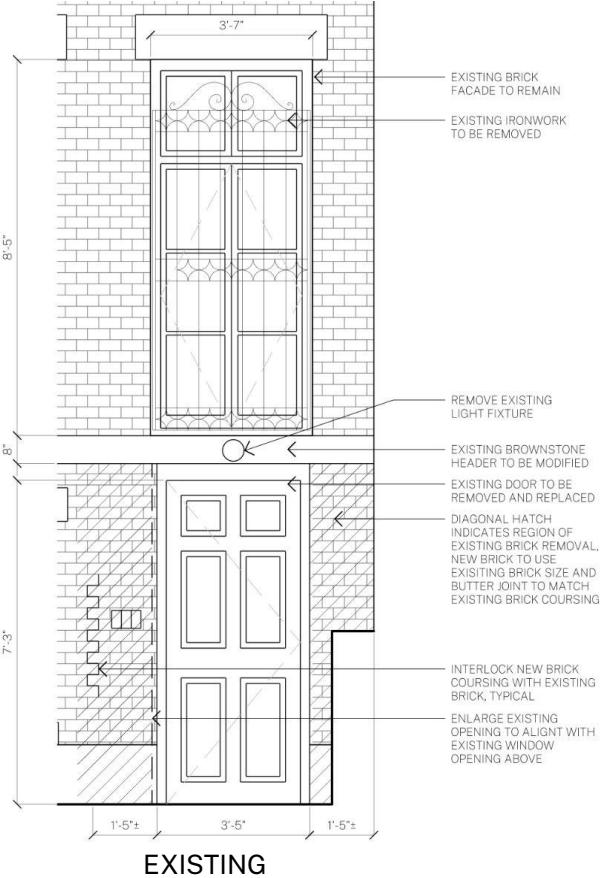 3'-7"
EXISTING BRICK
FACADE TO REMAIN
EXISTING IRONWORK
TO BE REMOVED
8'-5"
REMOVE EXISTING
LIGHT FIXTURE
8"
EXISTING BROWNSTONE
HEADER TO BE MODIFIED
EXISTING DOOR TO BE
REMOVED AND REPLACED
DIAGONAL HATCH
INDICATES REGION OF
EXISTING BRICK REMOVAL,
NEW BRICK TO USE
EXISITING BRICK SIZE AND
BUTTER JOINT TO MATCH
EXISTING BRICK COURSING
7'-3"
INTERLOCK NEW BRICK
COURSING WITH EXISTING
BRICK, TYPICAL
ENLARGE EXISTING
OPENING TO ALIGNT WITH
EXISTING WINDOW
OPENING ABOVE
1'-5"±
3'-5"
1'-5"±
EXISTING